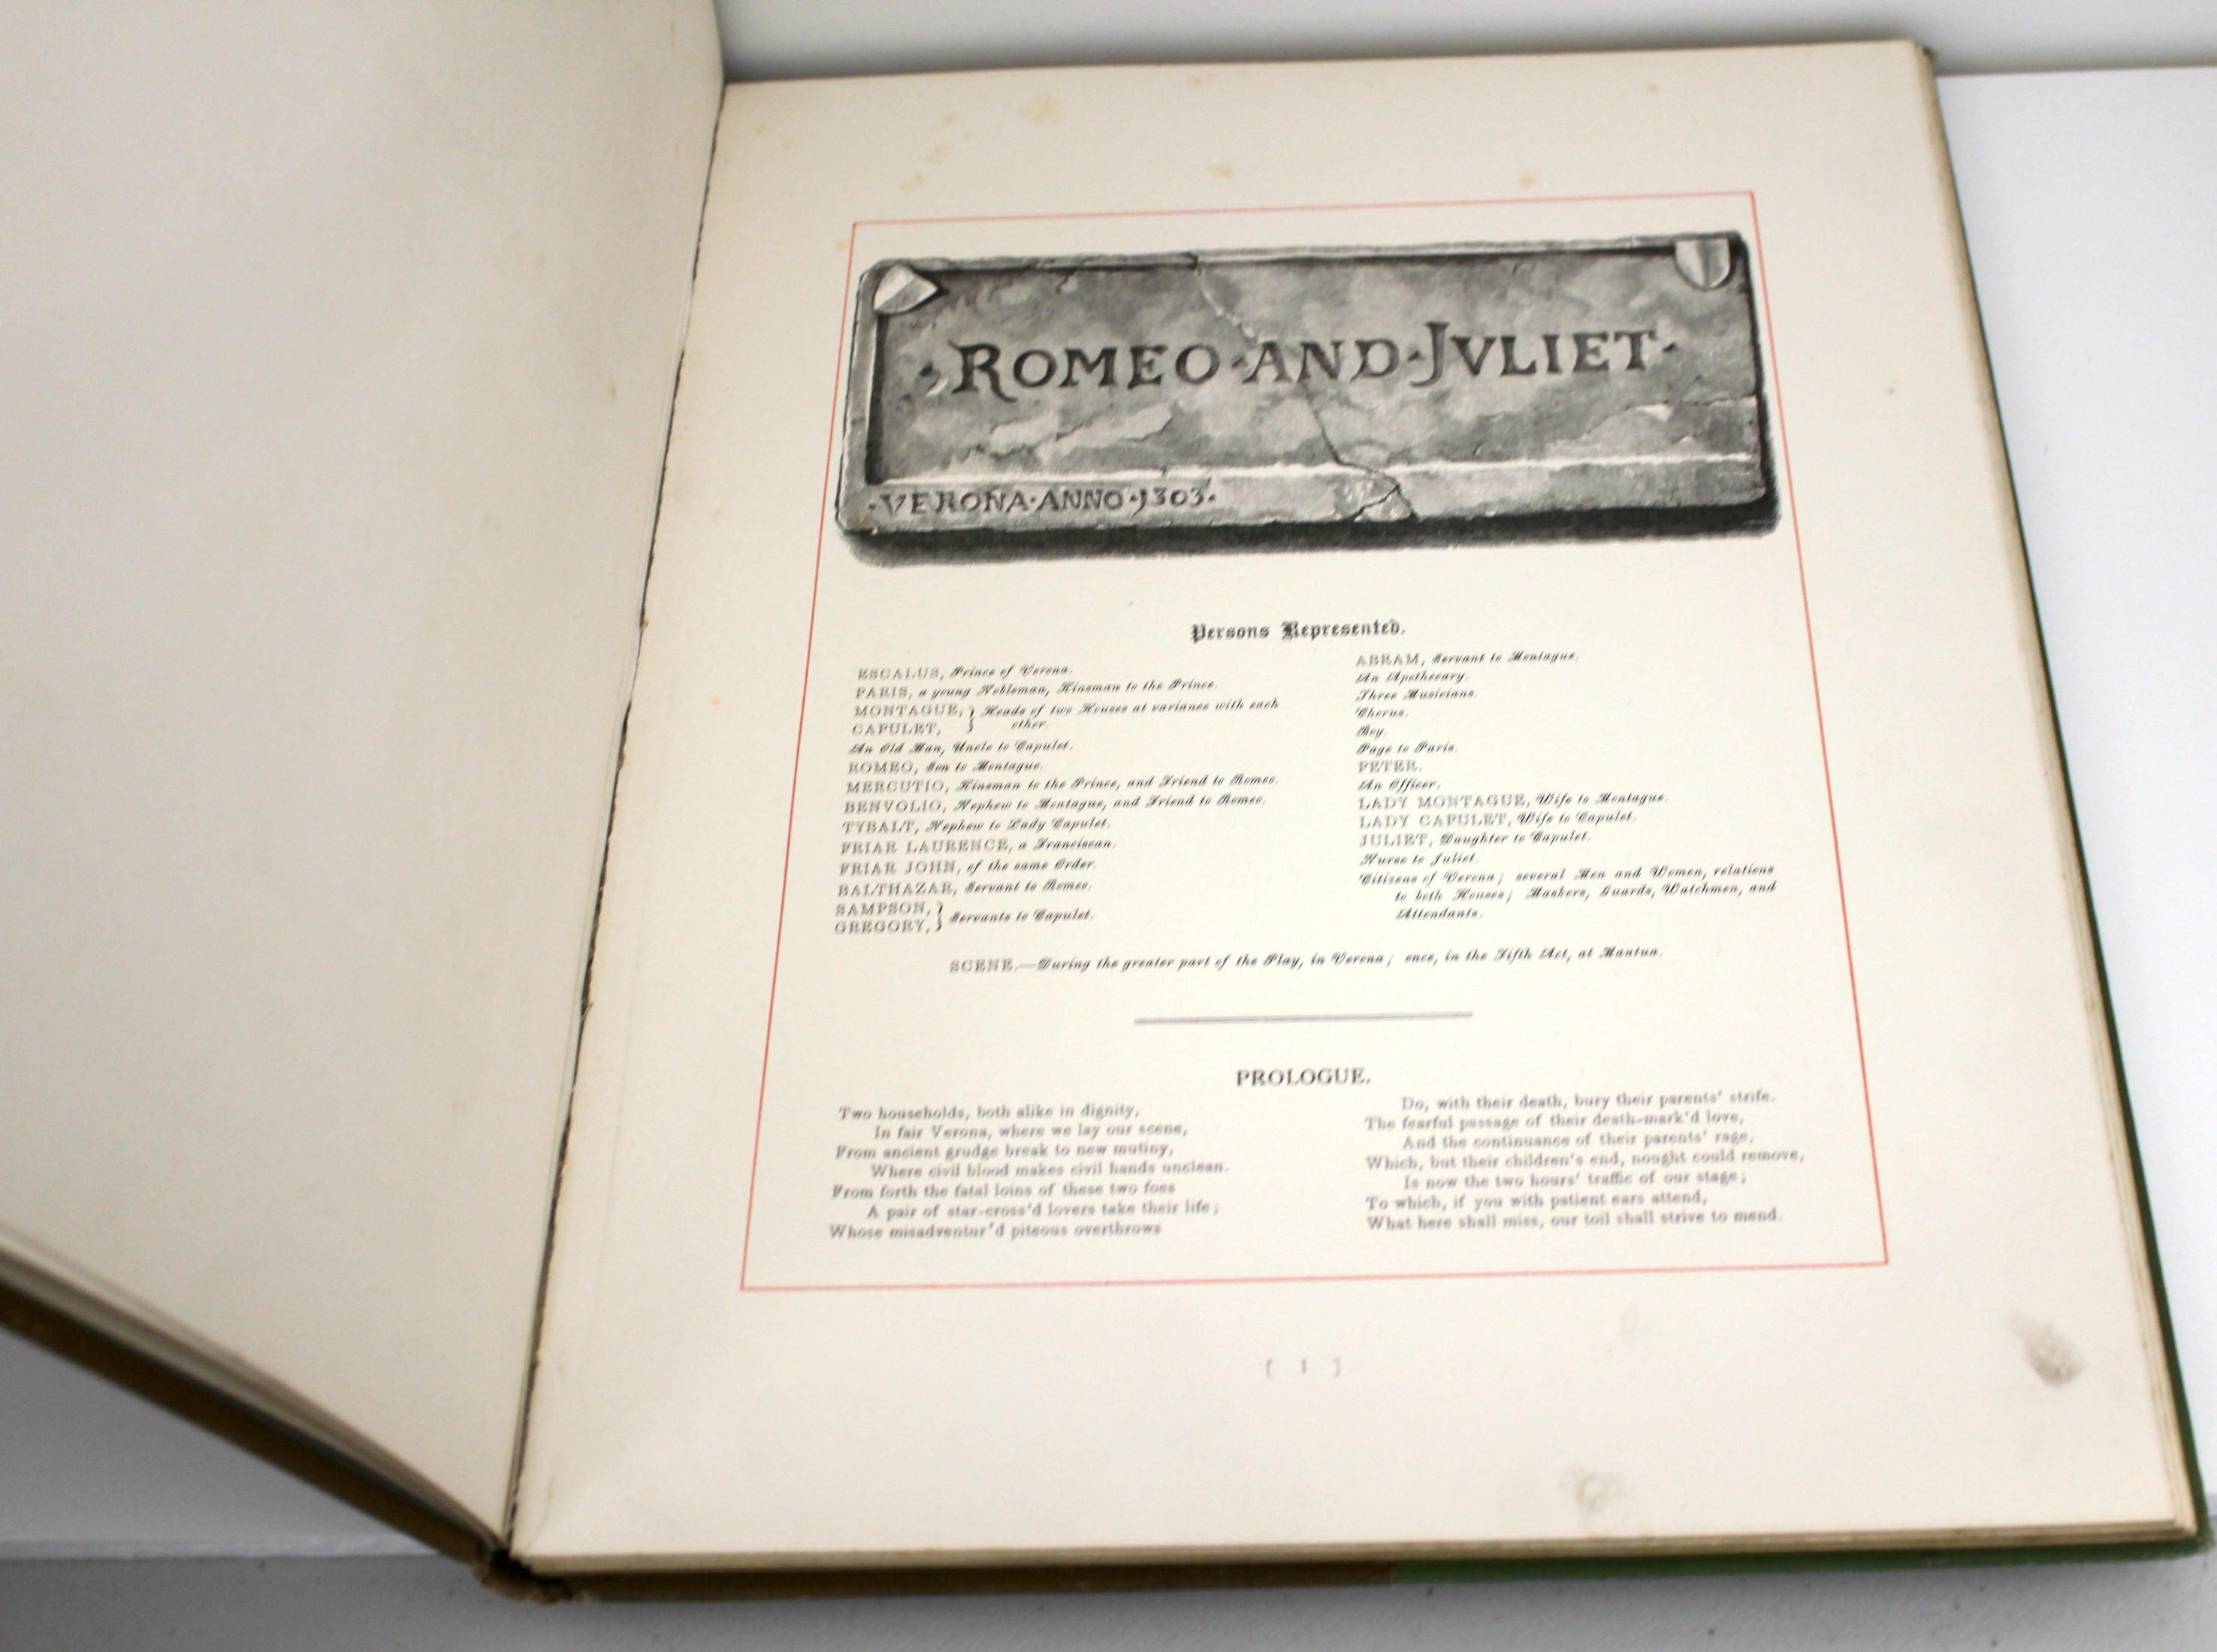 ·ROMEO·AND·JVLIET·
·VERONA·ANNO·1303·
Persons Represented.
ESCALUS, Prince of Verona.
PARIS, a young Nobleman, Kinsman to the Prince.
MONTAGUE, } Heads of two Houses at variance with each
CAPULET, } other.
An Old Man, Uncle to Capulet.
ROMEO, Son to Montague.
MERCUTIO, Kinsman to the Prince, and Friend to Romeo.
BENVOLIO, Nephew to Montague, and Friend to Romeo.
TYBALT, Nephew to Lady Capulet.
FRIAR LAURENCE, a Franciscan.
FRIAR JOHN, of the same Order.
BALTHAZAR, Servant to Romeo.
SAMPSON, }
GREGORY, } Servants to Capulet.
ABRAM, Servant to Montague.
An Apothecary.
Three Musicians.
Chorus.
Boy.
Page to Paris.
PETER.
An Officer.
LADY MONTAGUE, Wife to Montague.
LADY CAPULET, Wife to Capulet.
JULIET, Daughter to Capulet.
Nurse to Juliet.
Citizens of Verona; several Men and Women, relations
to both Houses; Maskers, Guards, Watchmen, and
Attendants.
SCENE.—During the greater part of the Play, in Verona; once, in the Fifth Act, at Mantua.
PROLOGUE.
Two households, both alike in dignity,
In fair Verona, where we lay our scene,
From ancient grudge break to new mutiny,
Where civil blood makes civil hands unclean.
From forth the fatal loins of these two foes
A pair of star-cross'd lovers take their life;
Whose misadventur'd piteous overthrows
Do, with their death, bury their parents' strife.
The fearful passage of their death-mark'd love,
And the continuance of their parents' rage,
Which, but their children's end, nought could remove,
Is now the two hours' traffic of our stage;
To which, if you with patient ears attend,
What here shall miss, our toil shall strive to mend.
[ 1 ]